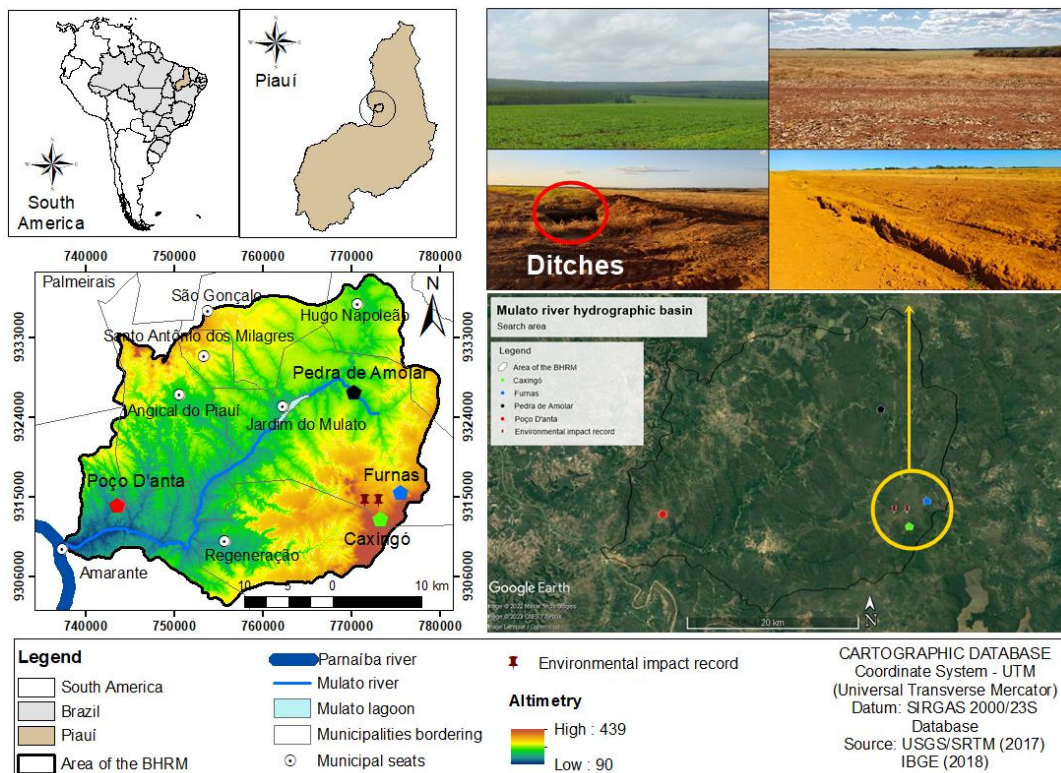 South
America
Piauí
Ditches
740000 750000 760000 770000 780000
9333000
9324000
9315000
9306000
Palmeirais
N
São Gonçalo
Hugo Napoleão
Santo Antônio dos Milagres
Pedra de Amolar
Angical do Piauí
Jardim do Mulato
Furnas
Poço D'anta
Caxingó
Regeneração
Amarante
10 5 0 10 km
740000 750000 760000 770000 780000
9333000
9324000
9315000
9306000
Mulato river hydrographic basin
Search area
Legend
Area of the BHRM
Caxingó
Furnas
Pedra de Amolar
Poço D'anta
Environmental impact record
Google Earth
N
20 km
Legend
South America
Brazil
Piauí
Area of the BHRM
Parnaíba river
Mulato river
Mulato lagoon
Municipalities bordering
Municipal seats
Environmental impact record
Altimetry
High : 439
Low : 90
CARTOGRAPHIC DATABASE
Coordinate System - UTM
(Universal Transverse Mercator)
Datum: SIRGAS 2000/23S
Database
Source: USGS/SRTM (2017)
IBGE (2018)